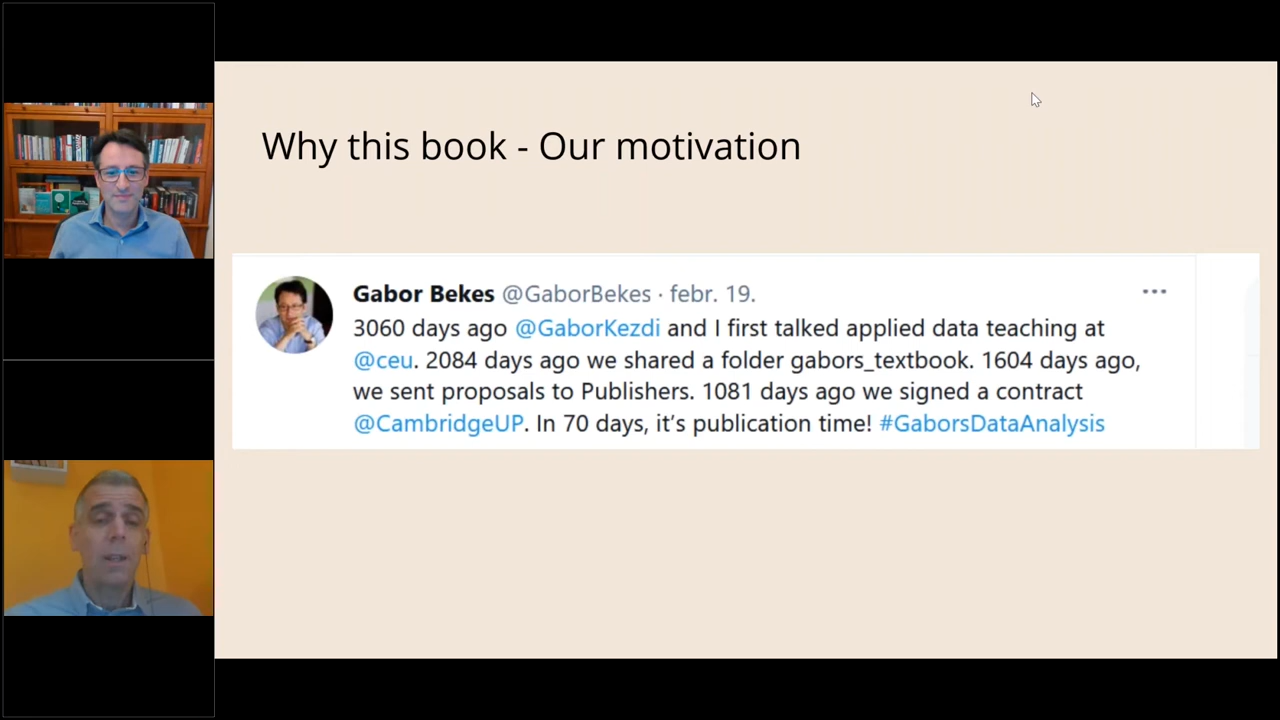 Why this book - Our motivation
Gabor Bekes @GaborBekes · febr. 19.
3060 days ago @GaborKezdi and I first talked applied data teaching at
@ceu. 2084 days ago we shared a folder gabors_textbook. 1604 days ago,
we sent proposals to Publishers. 1081 days ago we signed a contract
@CambridgeUP. In 70 days, it’s publication time! #GaborsDataAnalysis